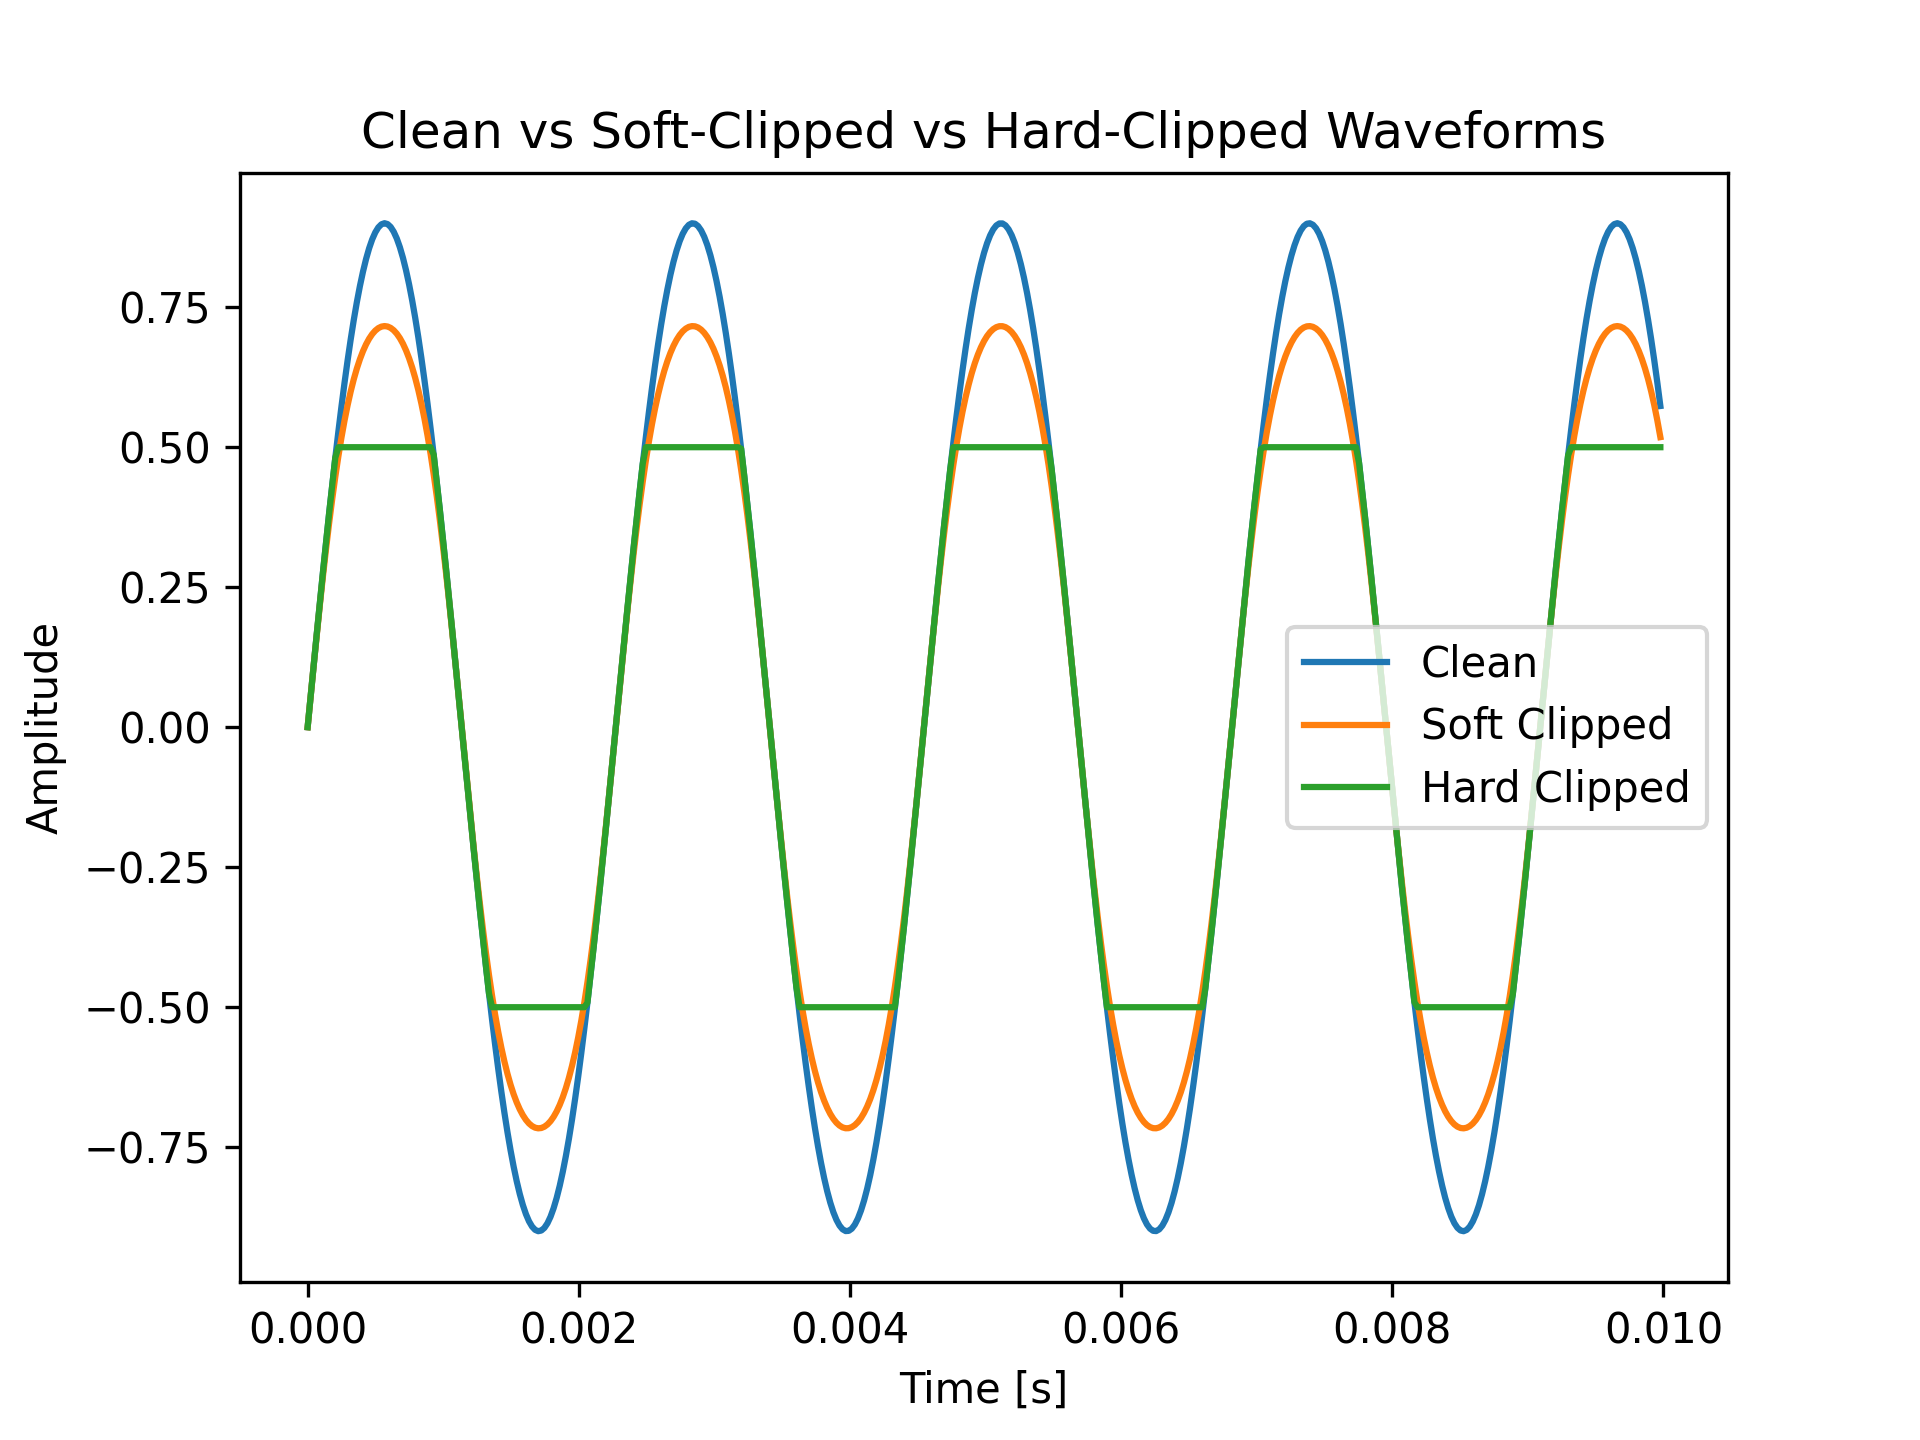 Clean vs Soft-Clipped vs Hard-Clipped Waveforms
Amplitude
0.75
0.50
0.25
0.00
−0.25
−0.50
−0.75
Clean
Soft Clipped
Hard Clipped
0.000 0.002 0.004 0.006 0.008 0.010
Time [s]